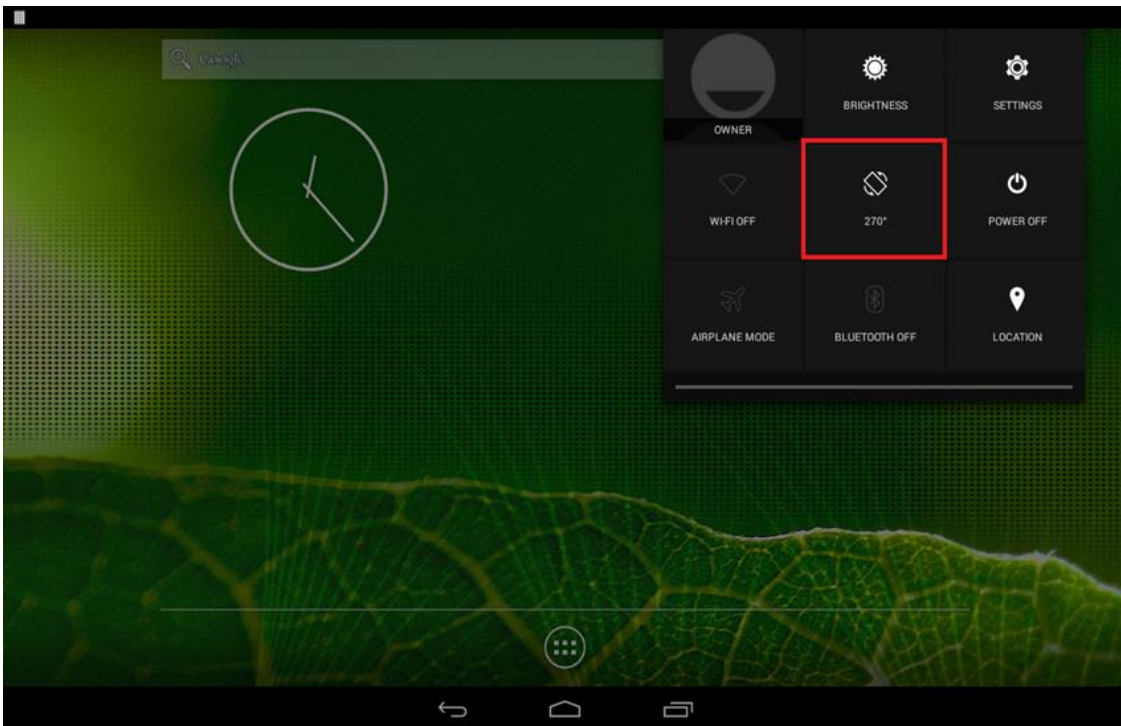 Google
BRIGHTNESS
SETTINGS
OWNER
WI-FI OFF
270°
POWER OFF
AIRPLANE MODE
BLUETOOTH OFF
LOCATION